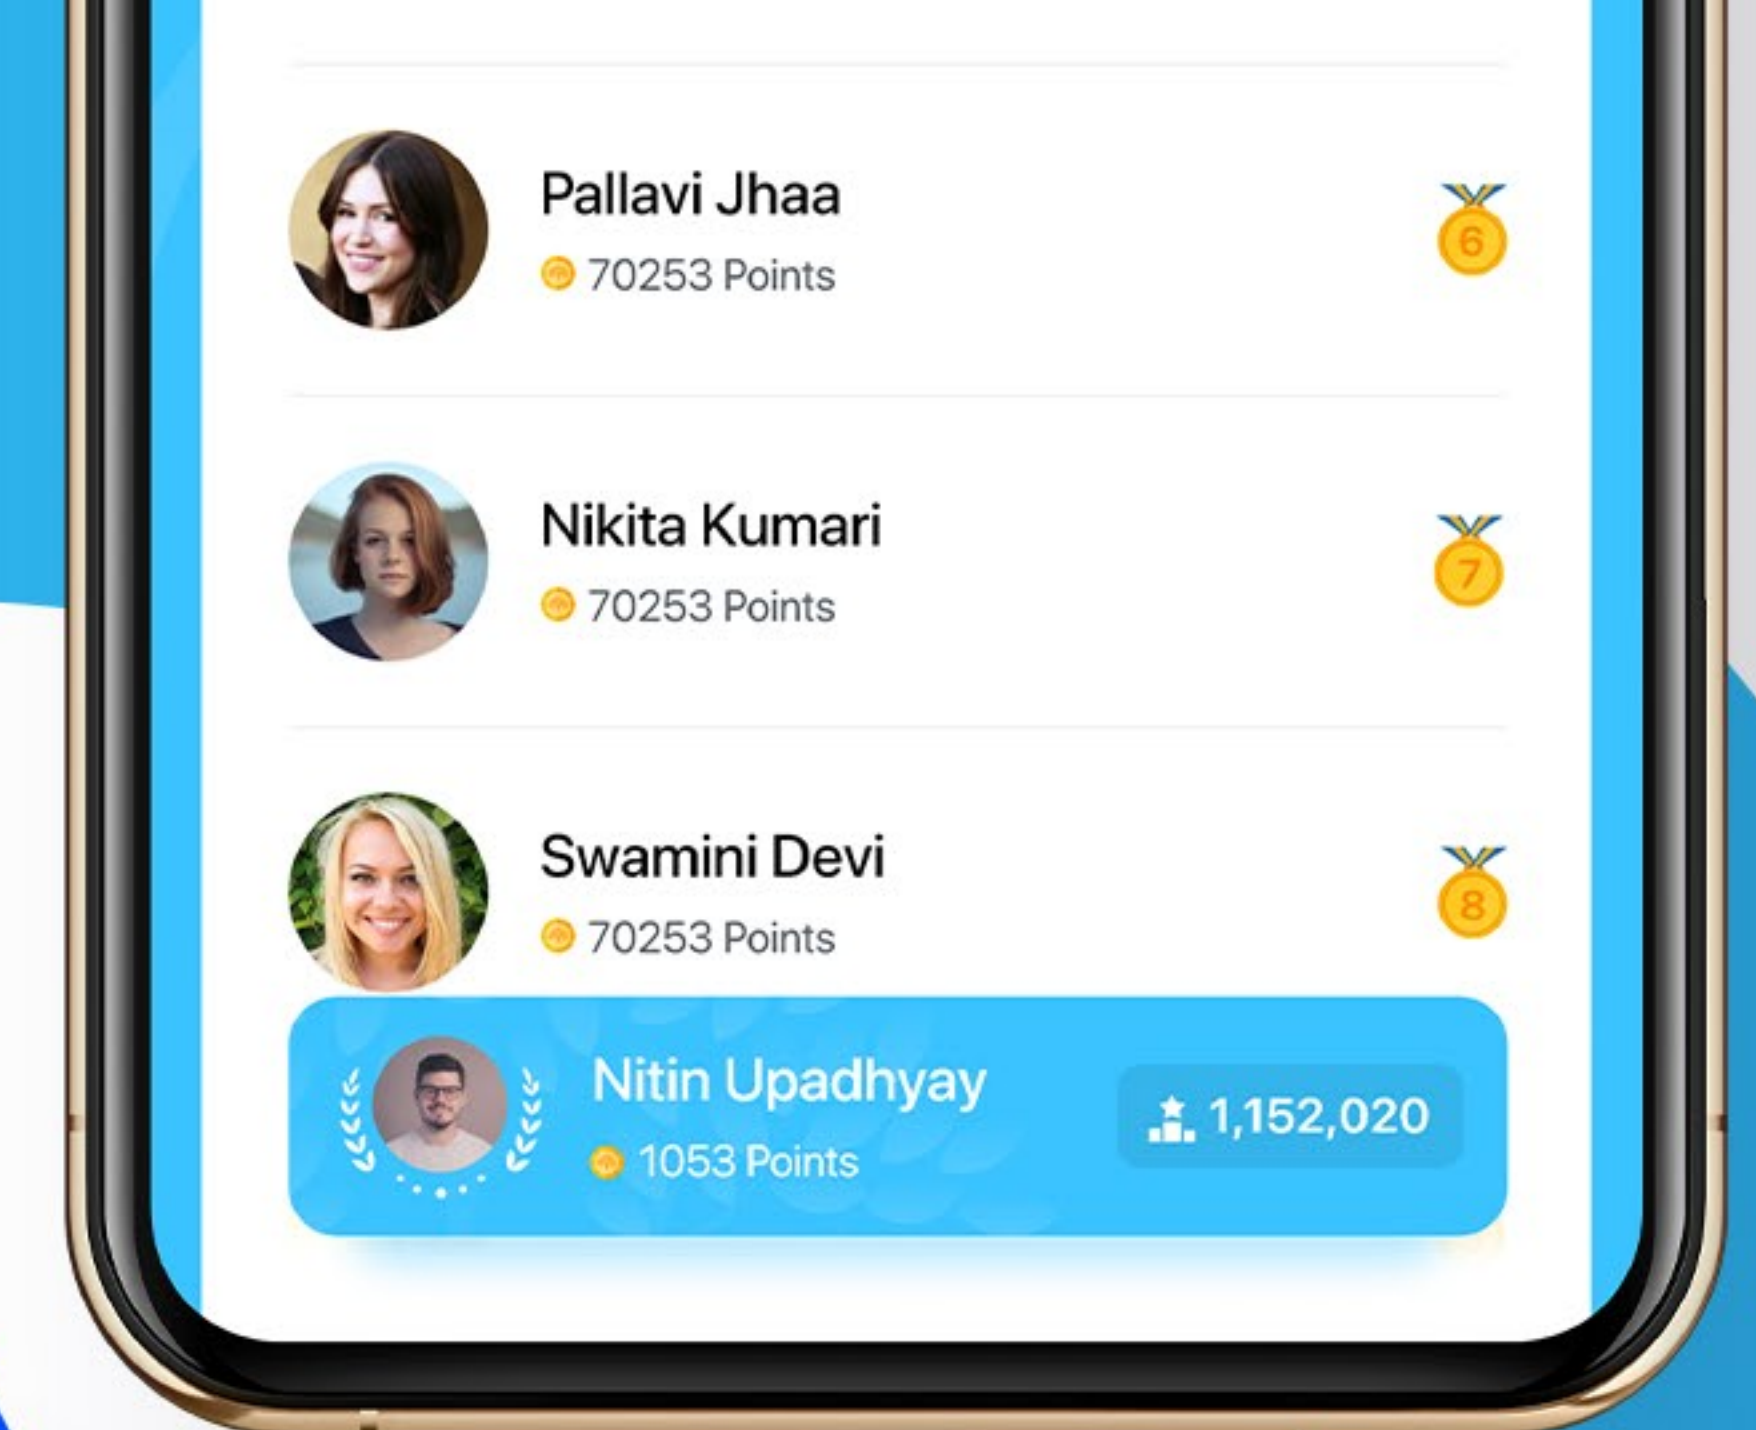 Pallavi Jhaa
70253 Points
6
Nikita Kumari
70253 Points
7
Swamini Devi
70253 Points
8
Nitin Upadhyay
1053 Points
1,152,020